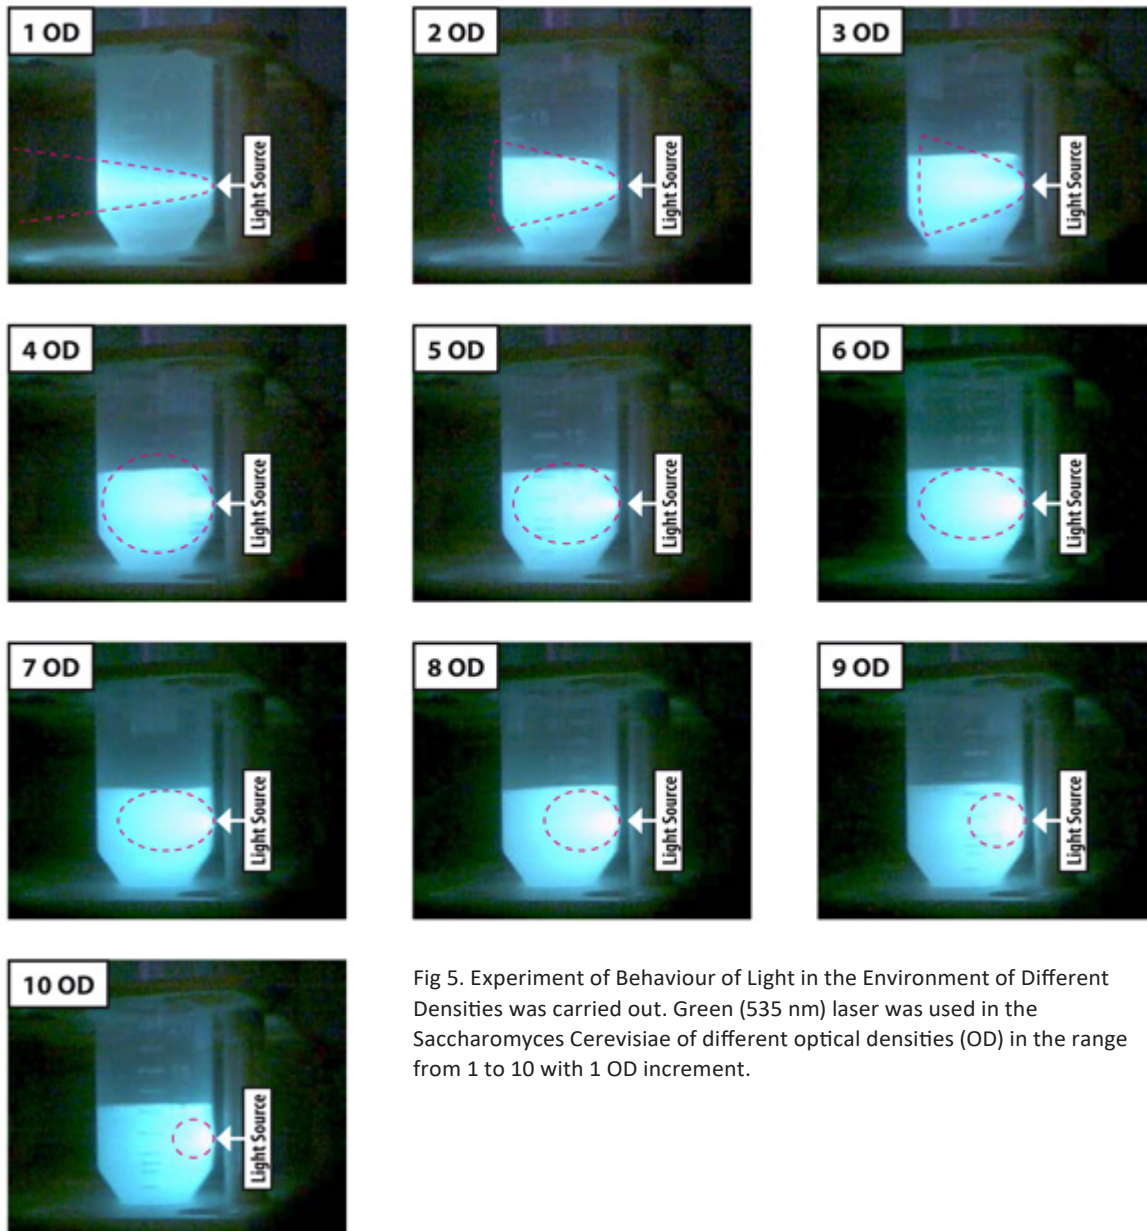 1 OD
Light Source
2 OD
Light Source
3 OD
Light Source
4 OD
Light Source
5 OD
Light Source
6 OD
Light Source
7 OD
Light Source
8 OD
Light Source
9 OD
Light Source
10 OD
Light Source
Fig 5. Experiment of Behaviour of Light in the Environment of Different
Densities was carried out. Green (535 nm) laser was used in the
Saccharomyces Cerevisiae of different optical densities (OD) in the range
from 1 to 10 with 1 OD increment.